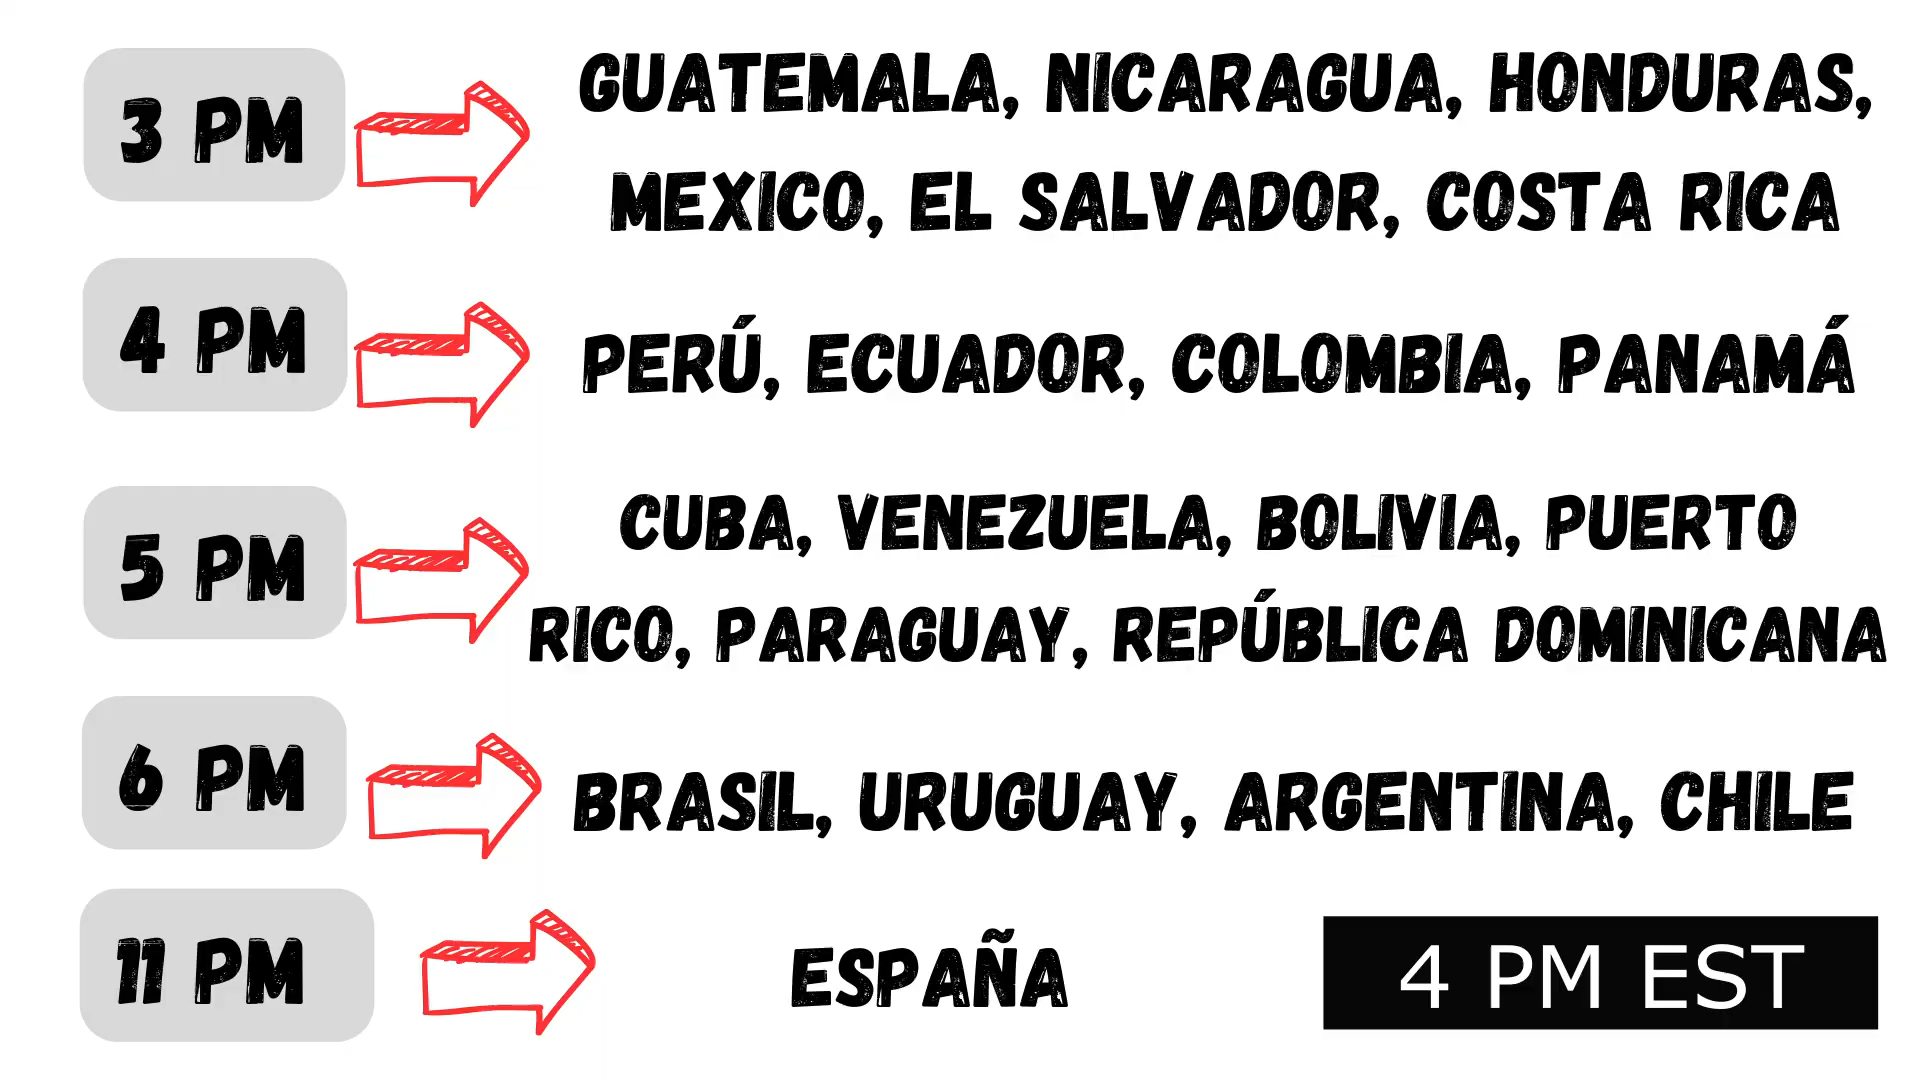 3 PM
GUATEMALA, NICARAGUA, HONDURAS,
MEXICO, EL SALVADOR, COSTA RICA
4 PM
PERÚ, ECUADOR, COLOMBIA, PANAMÁ
5 PM
CUBA, VENEZUELA, BOLIVIA, PUERTO
RICO, PARAGUAY, REPÚBLICA DOMINICANA
6 PM
BRASIL, URUGUAY, ARGENTINA, CHILE
11 PM
ESPAÑA
4 PM EST